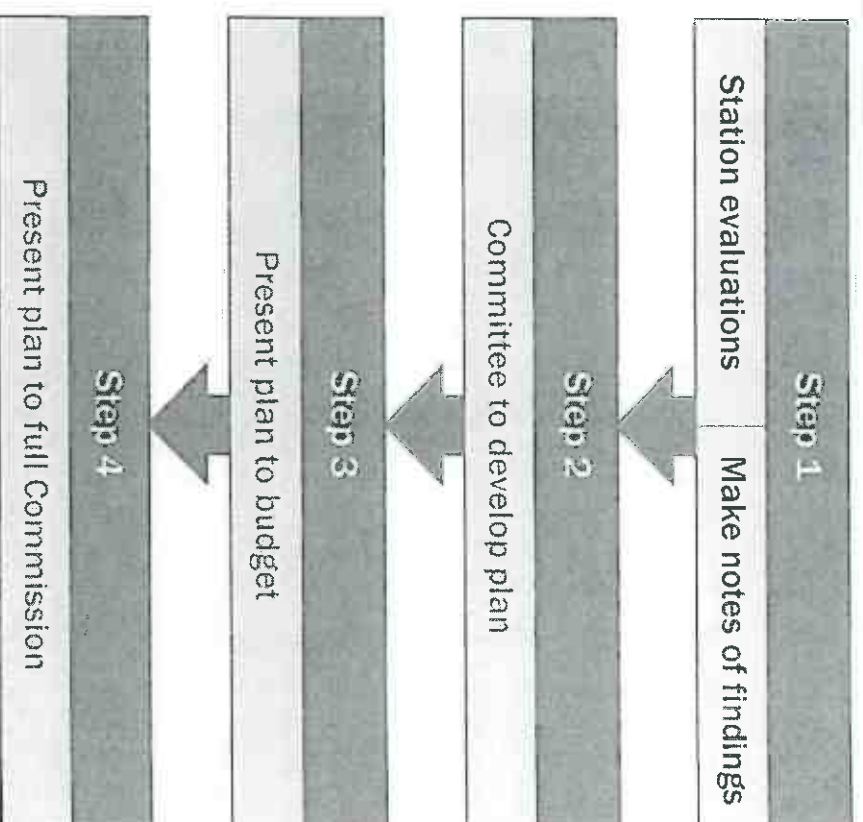 Step 1
Station evaluations
Make notes of findings
Step 2
Committee to develop plan
Step 3
Present plan to budget
Step 4
Present plan to full Commission